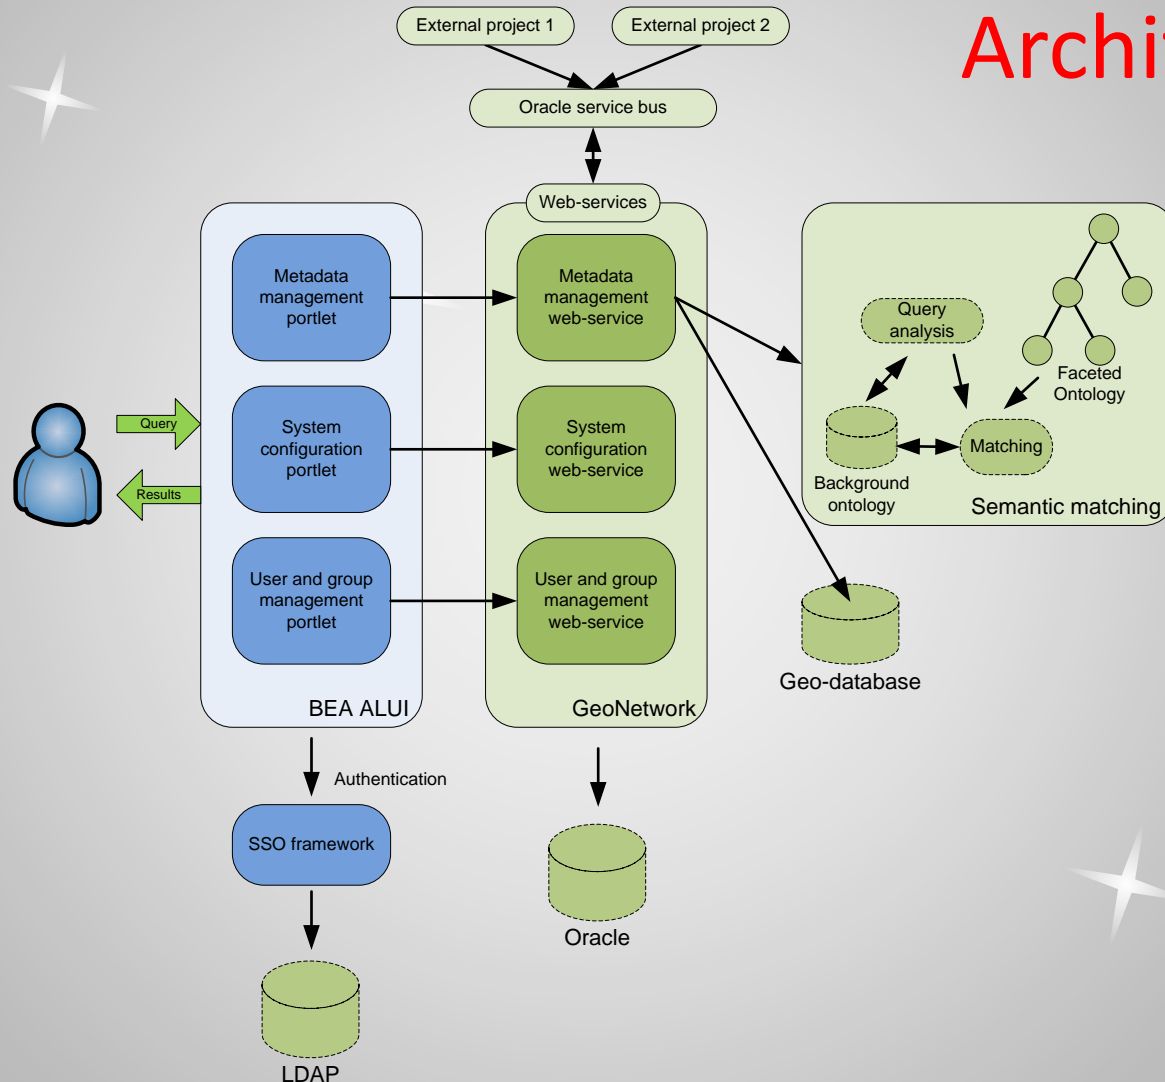 External project 1
External project 2
Archit
Oracle service bus
Web-services
Metadata
management
portlet
Metadata
management
web-service
Query
analysis
Faceted
Ontology
Query
System
configuration
portlet
System
configuration
web-service
Matching
Background
ontology
Results
Semantic matching
User and group
management
portlet
User and group
management
web-service
Geo-database
BEA ALUI
GeoNetwork
Authentication
SSO framework
Oracle
LDAP